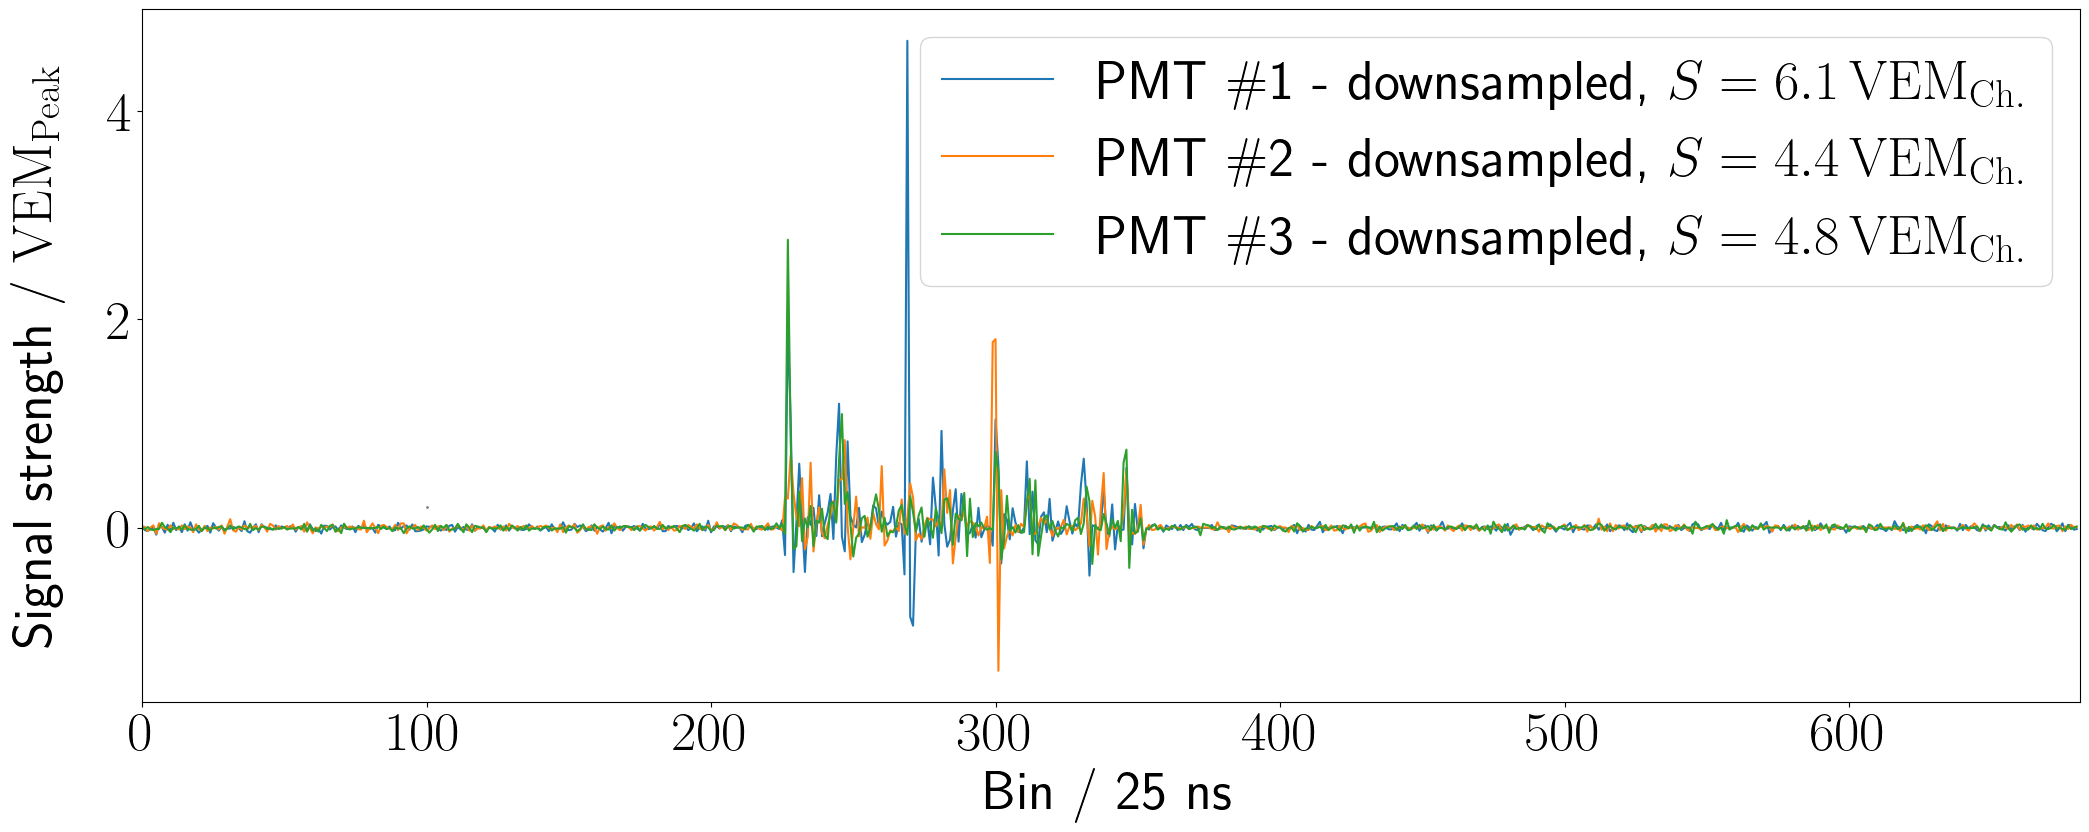 Signal strength / VEM_Peak
4
2
0
PMT #1 - downsampled, S = 6.1 VEM_Ch.
PMT #2 - downsampled, S = 4.4 VEM_Ch.
PMT #3 - downsampled, S = 4.8 VEM_Ch.
0 100 200 300 400 500 600
Bin / 25 ns